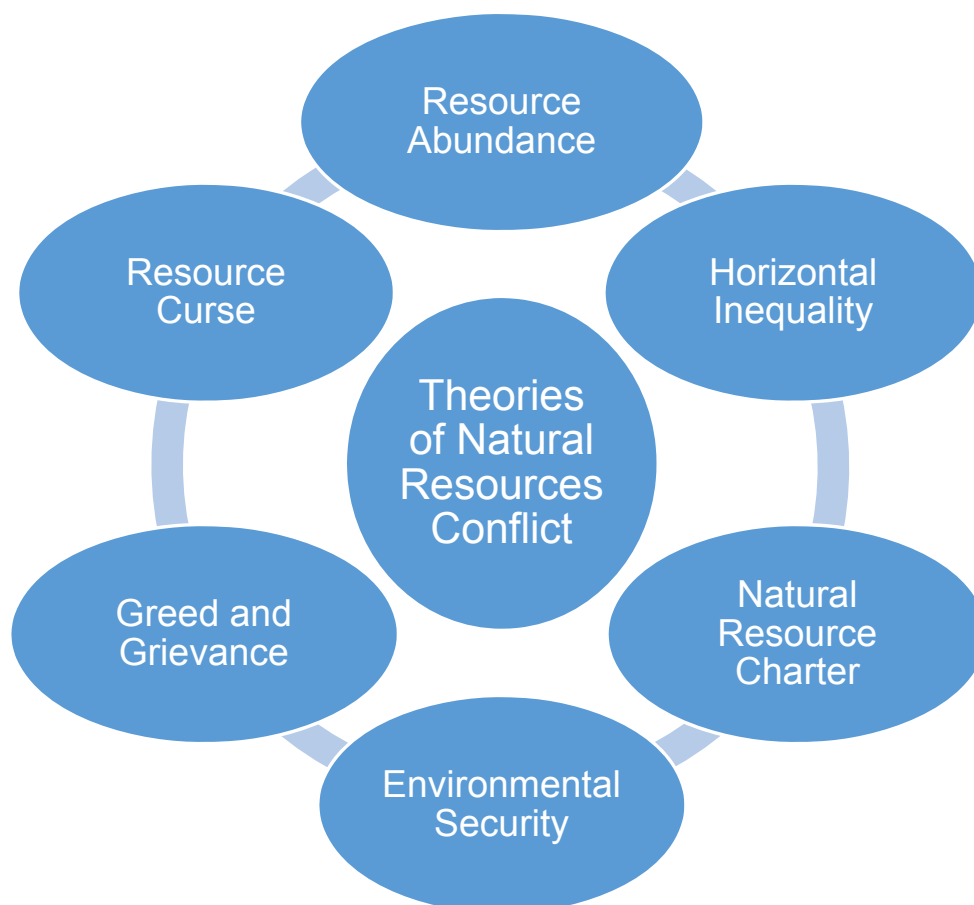 Resource
Abundance
Horizontal
Inequality
Natural
Resource
Charter
Environmental
Security
Greed and
Grievance
Resource
Curse
Theories
of Natural
Resources
Conflict